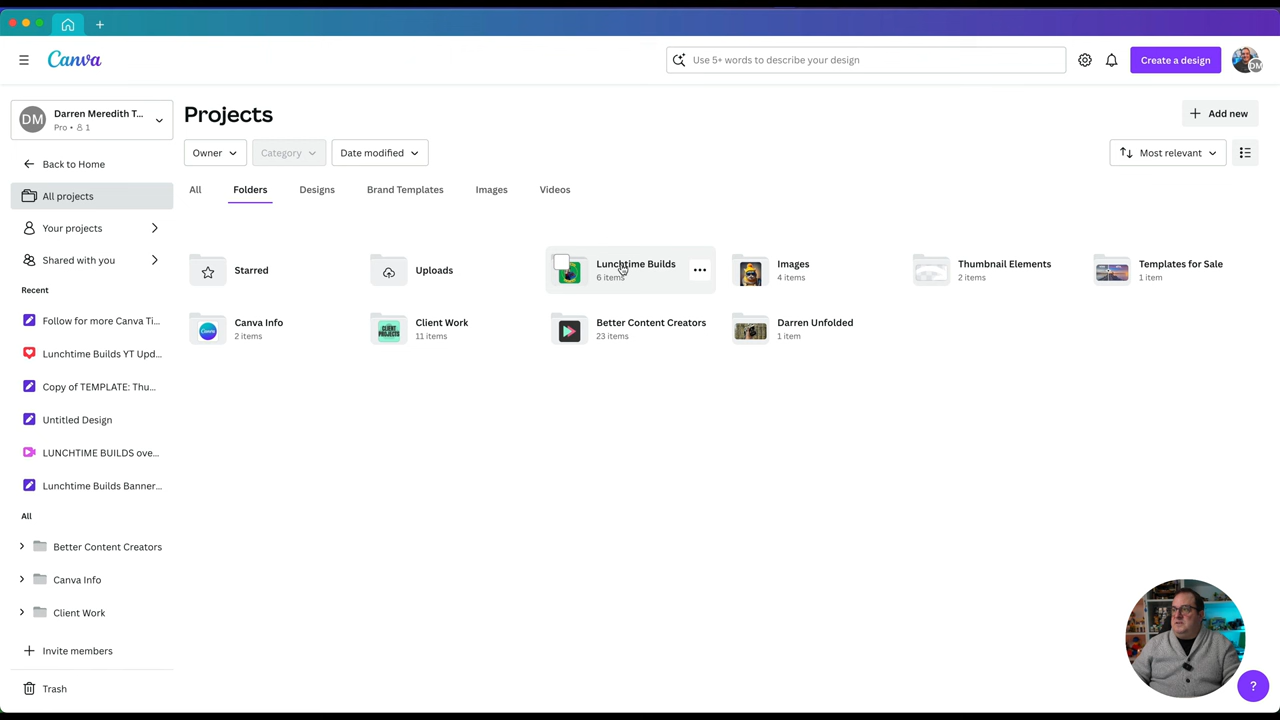 Canva
Use 5+ words to describe your design
Create a design
DM
DM
Darren Meredith T...
Pro • 1
Projects
Add new
Owner
Category
Date modified
Most relevant
Back to Home
All projects
Your projects
Shared with you
All
Folders
Designs
Brand Templates
Images
Videos
Starred
Uploads
Lunchtime Builds
6 items
Images
4 items
Thumbnail Elements
2 items
Templates for Sale
1 item
Canva Info
2 items
Client Work
11 items
Better Content Creators
23 items
Darren Unfolded
1 item
Canva
CLIENT
PROJECTS
Recent
Follow for more Canva Ti...
Lunchtime Builds YT Upd...
Copy of TEMPLATE: Thu...
Untitled Design
LUNCHTIME BUILDS ove...
Lunchtime Builds Banner...
All
Better Content Creators
Canva Info
Client Work
Invite members
Trash
?